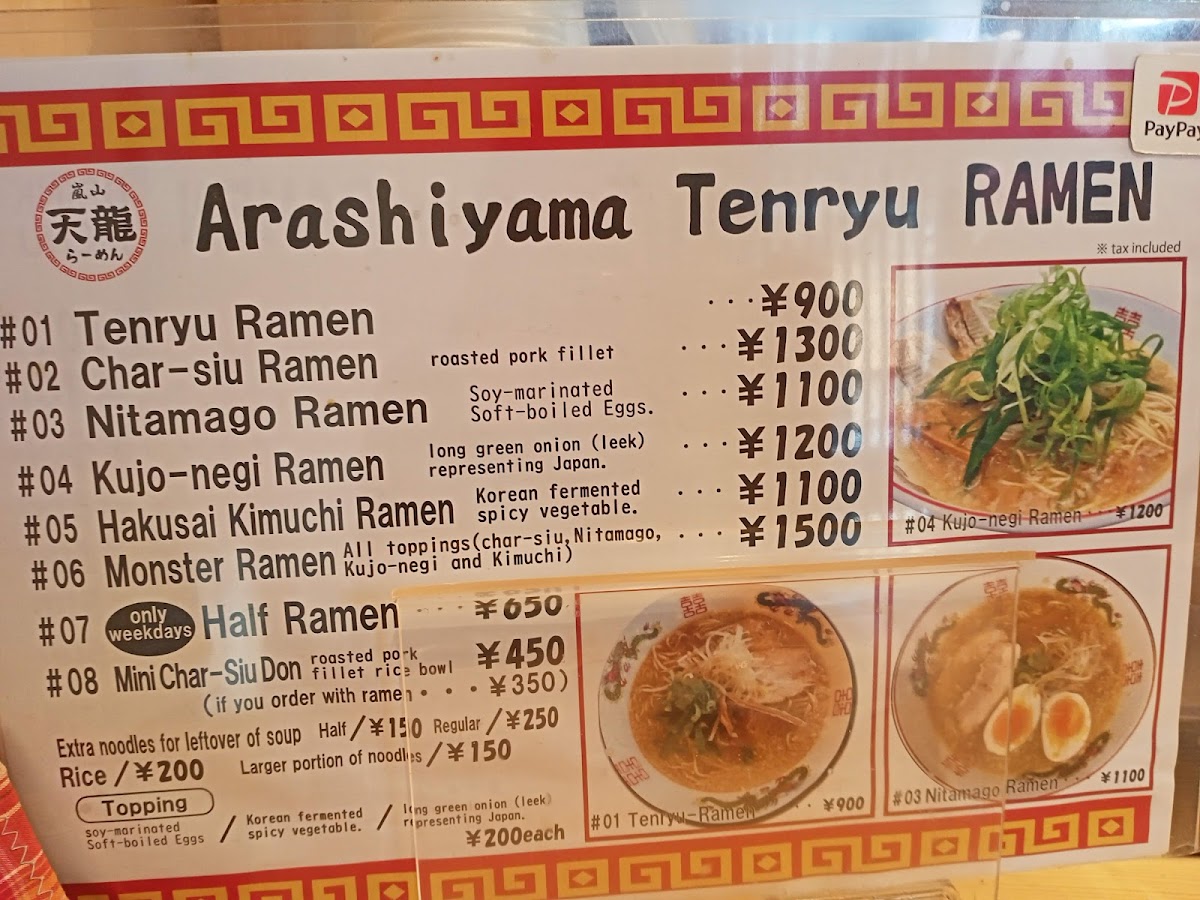 PayPay
嵐山
天龍
らーめん
Arashiyama Tenryu RAMEN
※ tax included
#01 Tenryu Ramen ･･･¥900
#02 Char-siu Ramen roasted pork fillet ･･･¥1300
#03 Nitamago Ramen Soy-marinated
Soft-boiled Eggs. ･･･¥1100
#04 Kujo-negi Ramen long green onion (leek)
representing Japan. ･･･¥1200
#05 Hakusai Kimuchi Ramen Korean fermented
spicy vegetable. ･･･¥1100
#06 Monster Ramen All toppings(char-siu,Nitamago,
Kujo-negi and Kimuchi) ･･･¥1500
#07 only
weekdays Half Ramen ･･･¥650
#08 Mini Char-Siu Don roasted pork
fillet rice bowl ¥450
(if you order with ramen･･･¥350)
Extra noodles for leftover of soup Half/¥150 Regular/¥250
Rice/¥200 Larger portion of noodles/¥150
Topping
soy-marinated
Soft-boiled Eggs / Korean fermented
spicy vegetable. / long green onion (leek)
representing Japan.
¥200each
#04 Kujo-negi Ramen･･･¥1200
#01 Tenryu-Ramen･･･¥900
#03 Nitamago Ramen･･･¥1100